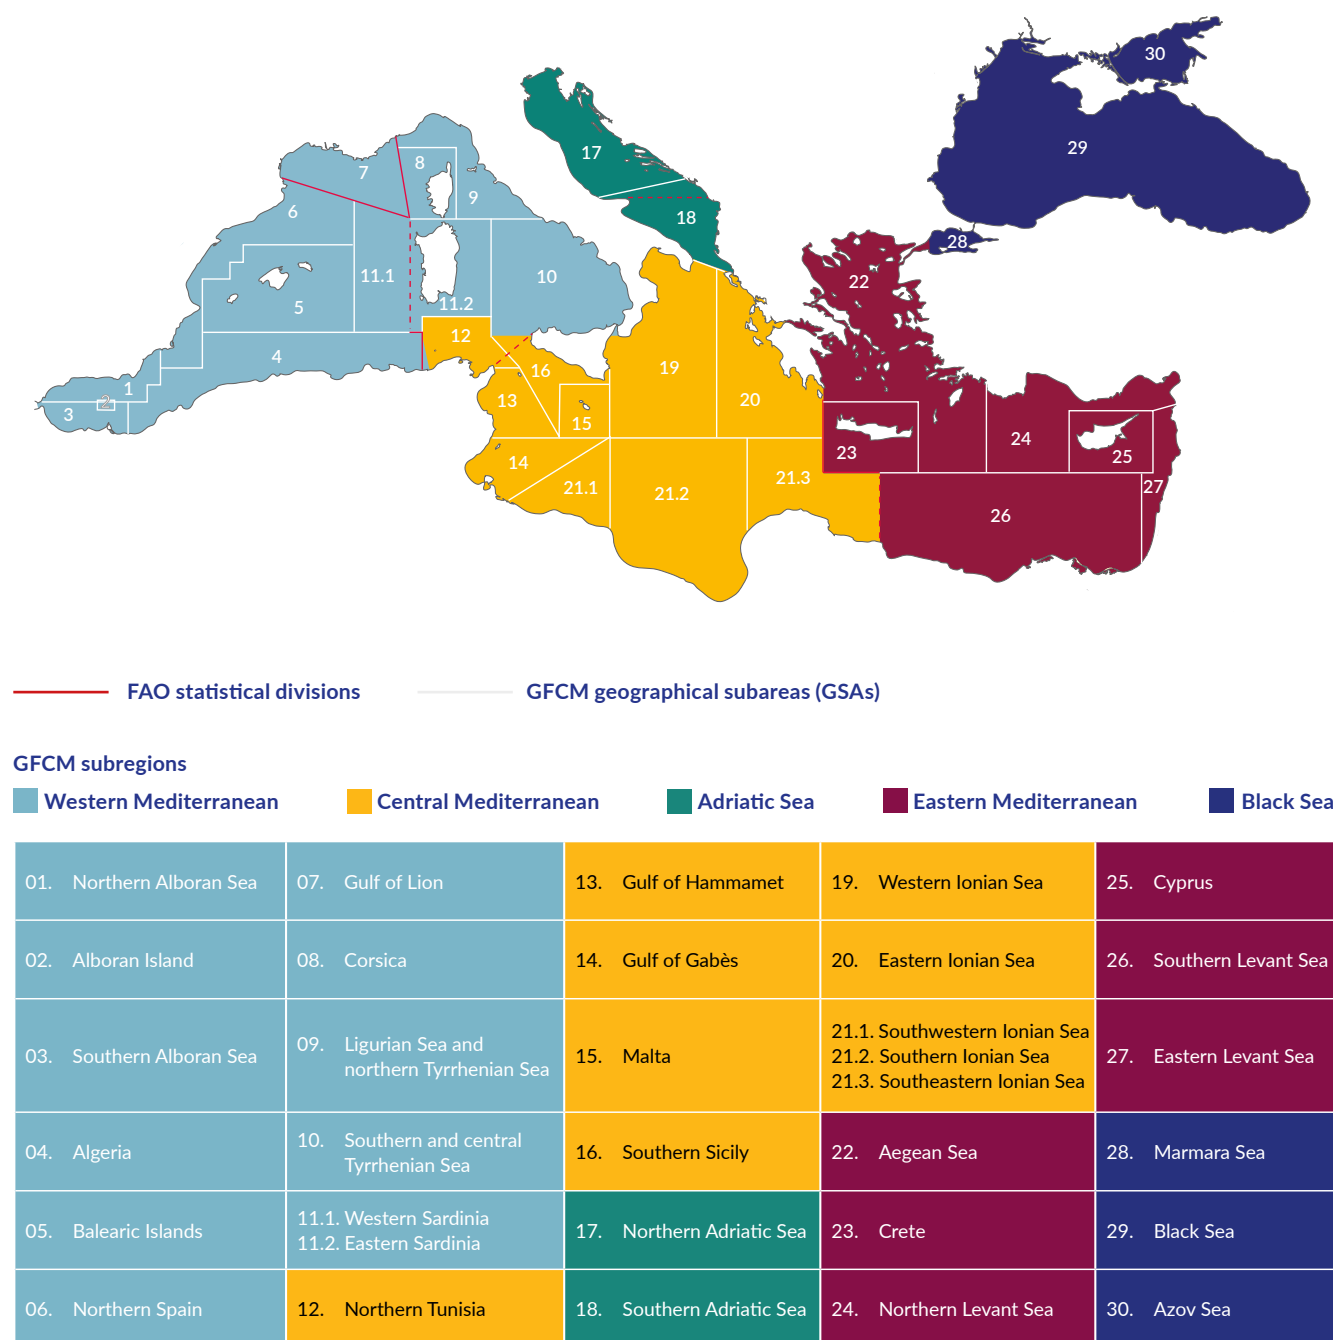 30
29
17
7
8
9
6
18
28
22
11.1
10
5
11.2
12
4
16
19
1
2
3
13
15
20
14
23
24
25
21.1
21.2
21.3
26
27
FAO statistical divisions
GFCM geographical subareas (GSAs)
GFCM subregions
Western Mediterranean
Central Mediterranean
Adriatic Sea
Eastern Mediterranean
Black Sea
01. Northern Alboran Sea
07. Gulf of Lion
13. Gulf of Hammamet
19. Western Ionian Sea
25. Cyprus
02. Alboran Island
08. Corsica
14. Gulf of Gabès
20. Eastern Ionian Sea
26. Southern Levant Sea
03. Southern Alboran Sea
09. Ligurian Sea and
northern Tyrrhenian Sea
15. Malta
21.1. Southwestern Ionian Sea
21.2. Southern Ionian Sea
21.3. Southeastern Ionian Sea
27. Eastern Levant Sea
04. Algeria
10. Southern and central
Tyrrhenian Sea
16. Southern Sicily
22. Aegean Sea
28. Marmara Sea
05. Balearic Islands
11.1. Western Sardinia
11.2. Eastern Sardinia
17. Northern Adriatic Sea
23. Crete
29. Black Sea
06. Northern Spain
12. Northern Tunisia
18. Southern Adriatic Sea
24. Northern Levant Sea
30. Azov Sea